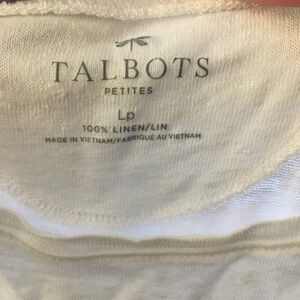 TALBOTS
PETITES
Lp
100% LINEN/LIN
MADE IN VIETNAM/FABRIQUÉ AU VIETNAM